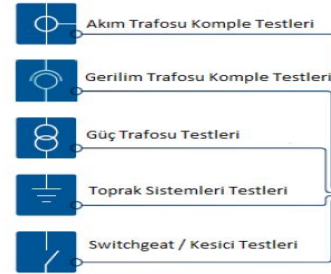 Akım Trafosu Komple Testleri
Gerilim Trafosu Komple Testleri
Güç Trafosu Testleri
Toprak Sistemleri Testleri
Switchgeat / Kesici Testleri